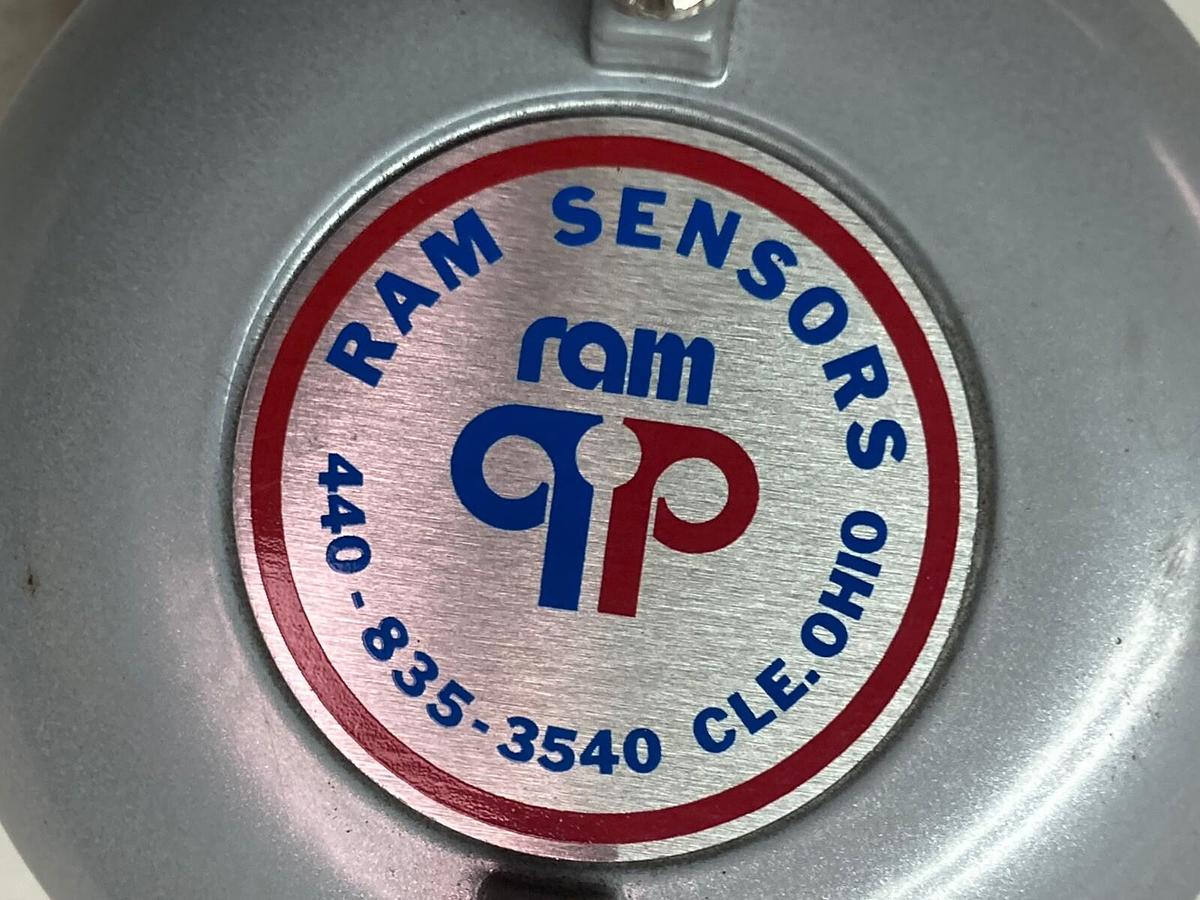 RAM SENSORS
ram
440-835-3540 CLE. OHIO